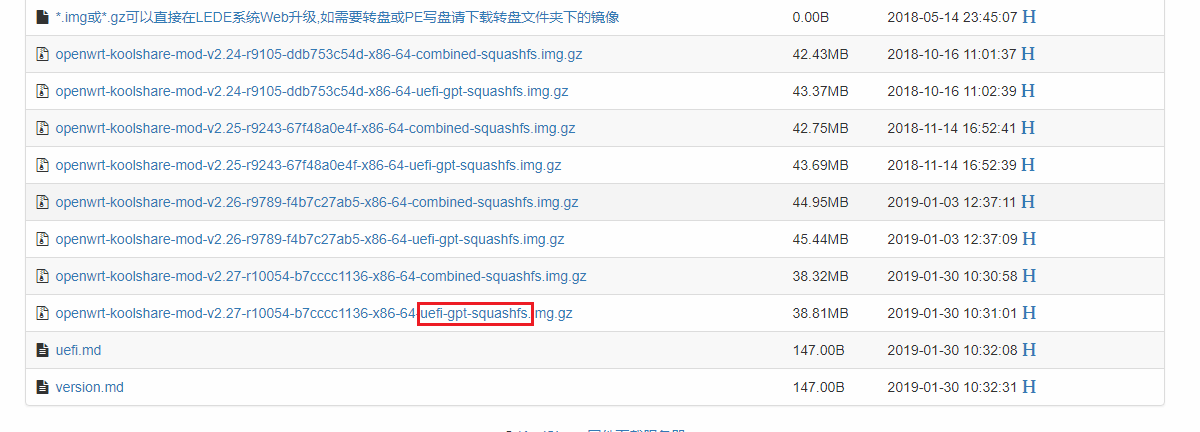 *.img或*.gz可以直接在LEDE系统Web升级,如需要转盘或PE写盘请下载转盘文件夹下的镜像 0.00B 2018-05-14 23:45:07 H
openwrt-koolshare-mod-v2.24-r9105-ddb753c54d-x86-64-combined-squashfs.img.gz 42.43MB 2018-10-16 11:01:37 H
openwrt-koolshare-mod-v2.24-r9105-ddb753c54d-x86-64-uefi-gpt-squashfs.img.gz 43.37MB 2018-10-16 11:02:39 H
openwrt-koolshare-mod-v2.25-r9243-67f48a0e4f-x86-64-combined-squashfs.img.gz 42.75MB 2018-11-14 16:52:41 H
openwrt-koolshare-mod-v2.25-r9243-67f48a0e4f-x86-64-uefi-gpt-squashfs.img.gz 43.69MB 2018-11-14 16:52:39 H
openwrt-koolshare-mod-v2.26-r9789-f4b7c27ab5-x86-64-combined-squashfs.img.gz 44.95MB 2019-01-03 12:37:11 H
openwrt-koolshare-mod-v2.26-r9789-f4b7c27ab5-x86-64-uefi-gpt-squashfs.img.gz 45.44MB 2019-01-03 12:37:09 H
openwrt-koolshare-mod-v2.27-r10054-b7cccc1136-x86-64-combined-squashfs.img.gz 38.32MB 2019-01-30 10:30:58 H
openwrt-koolshare-mod-v2.27-r10054-b7cccc1136-x86-64-uefi-gpt-squashfs.img.gz 38.81MB 2019-01-30 10:31:01 H
uefi.md 147.00B 2019-01-30 10:32:08 H
version.md 147.00B 2019-01-30 10:32:31 H